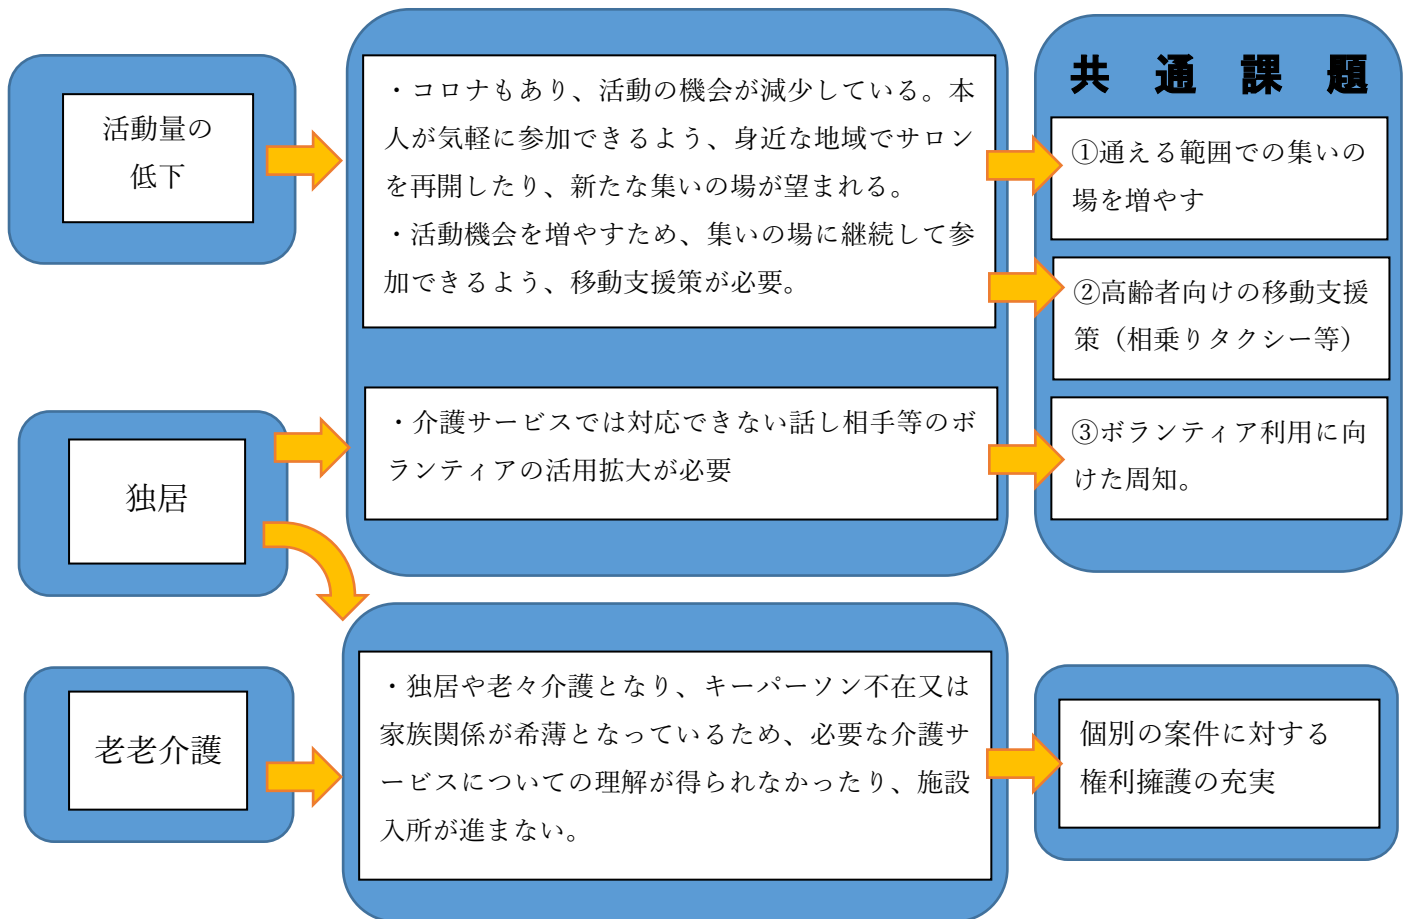 活動量の
低下
・コロナもあり、活動の機会が減少している。本
人が気軽に参加できるよう、身近な地域でサロン
を再開したり、新たな集いの場が望まれる。
・活動機会を増やすため、集いの場に継続して参
加できるよう、移動支援策が必要。
共通課題
①通える範囲での集いの
場を増やす
②高齢者向けの移動支援
策（相乗りタクシー等）
独居
・介護サービスでは対応できない話し相手等のボ
ランティアの活用拡大が必要
③ボランティア利用に向
けた周知。
老老介護
・独居や老々介護となり、キーパーソン不在又は
家族関係が希薄となっているため、必要な介護サ
ービスについての理解が得られなかったり、施設
入所が進まない。
個別の案件に対する
権利擁護の充実